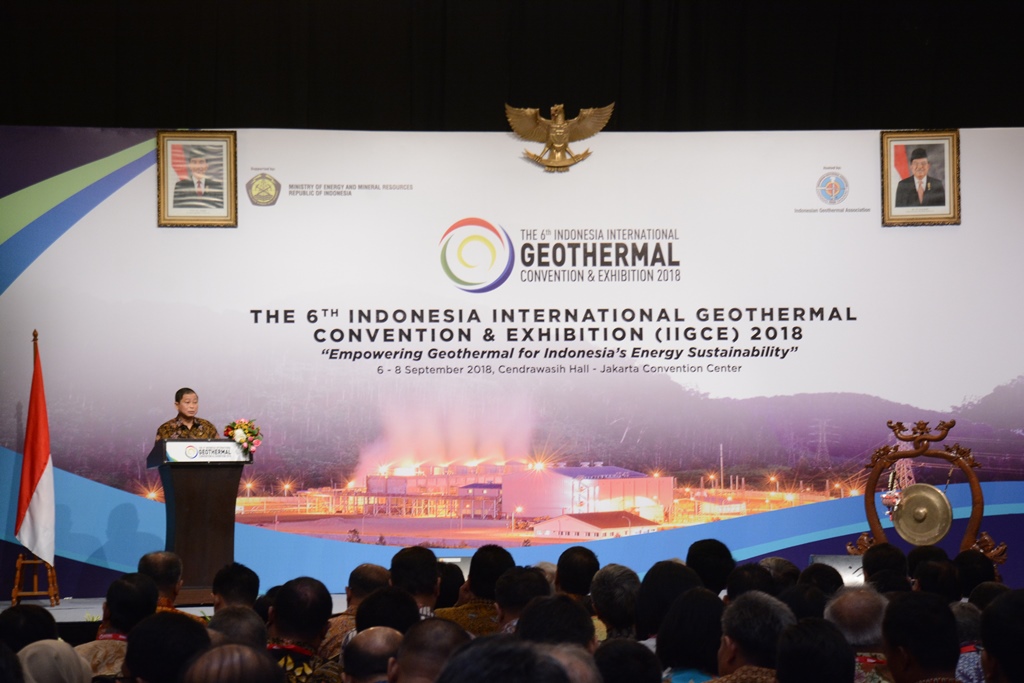 Promoted by:
MINISTRY OF ENERGY AND MINERAL RESOURCES
REPUBLIC OF INDONESIA
Indonesian Geothermal Association
THE 6th INDONESIA INTERNATIONAL
GEOTHERMAL
CONVENTION & EXHIBITION 2018
THE 6TH INDONESIA INTERNATIONAL GEOTHERMAL
CONVENTION & EXHIBITION (IIGCE) 2018
“Empowering Geothermal for Indonesia's Energy Sustainability”
6 - 8 September 2018, Cendrawasih Hall - Jakarta Convention Center
GEOTHERMAL